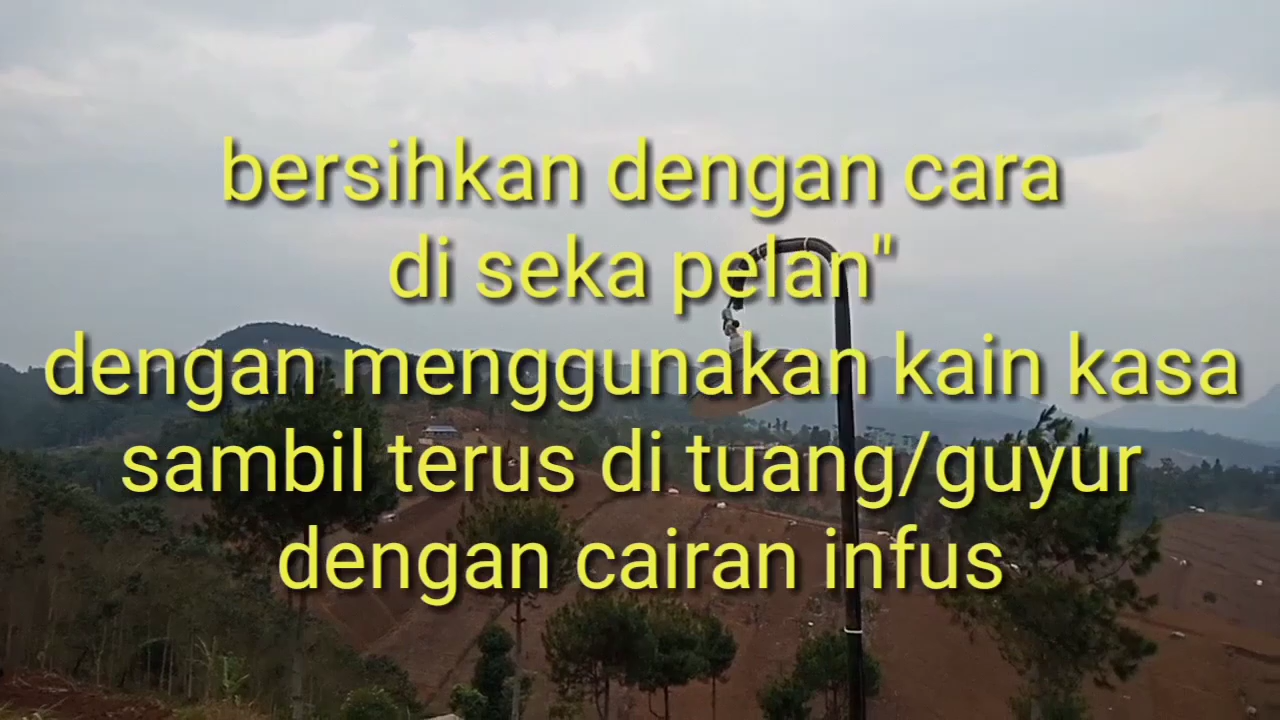 bersihkan dengan cara
di seka pelan"
dengan menggunakan kain kasa
sambil terus di tuang/guyur
dengan cairan infus